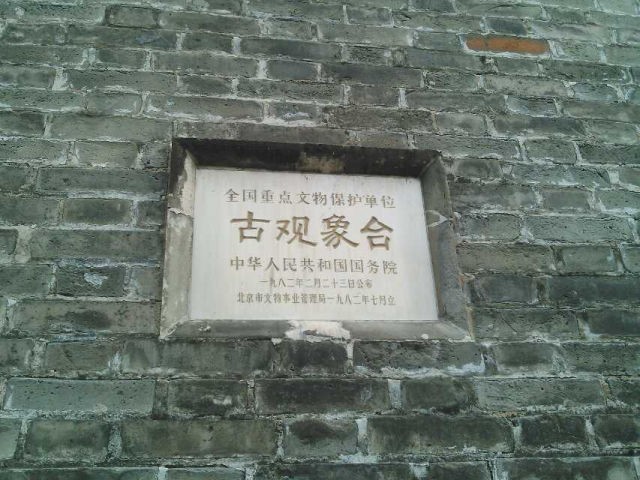 全国重点文物保护单位
古观象台
中华人民共和国国务院
一九八二年二月二十三日公布
北京市文物事业管理局一九八二年七月立